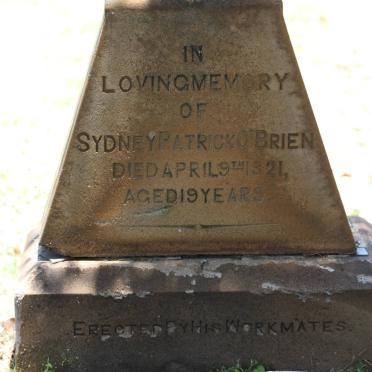 IN
LOVING MEMORY
OF
SYDNEY PATRICK O'BRIEN
DIED APRIL 9TH 1921,
AGED 19 YEARS
ERECTED BY HIS WORKMATES.